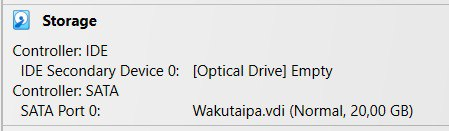 Storage
Controller: IDE
IDE Secondary Device 0: [Optical Drive] Empty
Controller: SATA
SATA Port 0: Wakutaipa.vdi (Normal, 20,00 GB)